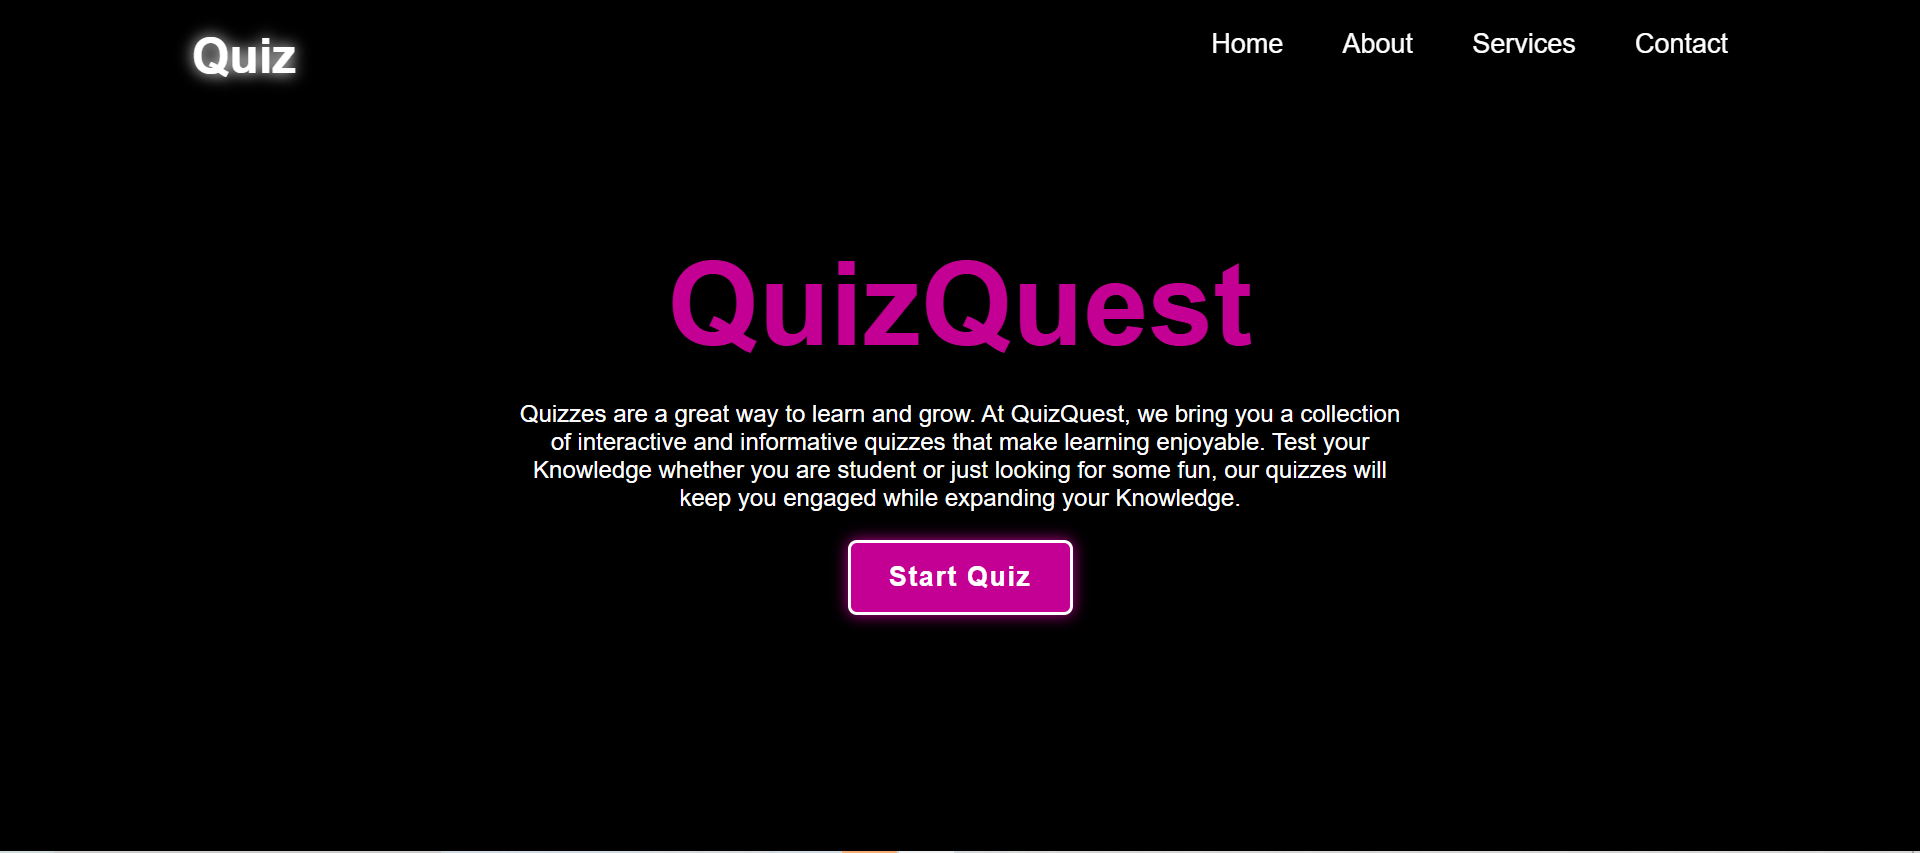 Quiz
Home About Services Contact
QuizQuest
Quizzes are a great way to learn and grow. At QuizQuest, we bring you a collection
of interactive and informative quizzes that make learning enjoyable. Test your
Knowledge whether you are student or just looking for some fun, our quizzes will
keep you engaged while expanding your Knowledge.
Start Quiz